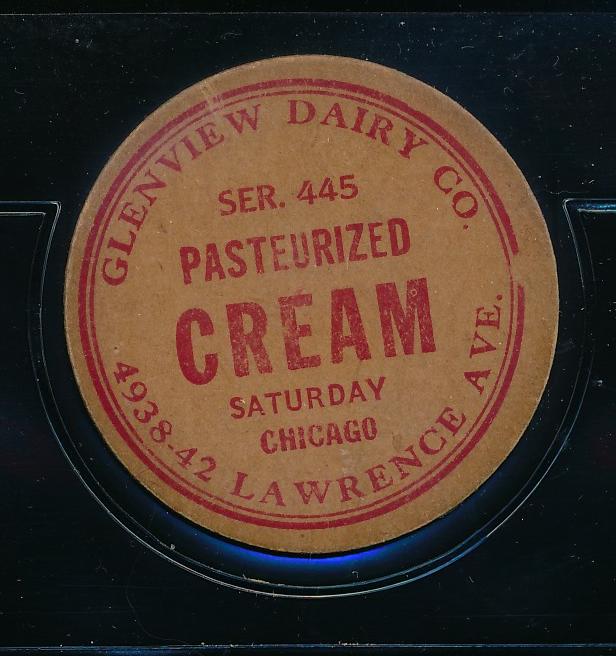 GLENVIEW DAIRY CO.
SER. 445
PASTEURIZED
CREAM
SATURDAY
CHICAGO
4938-42 LAWRENCE AVE.